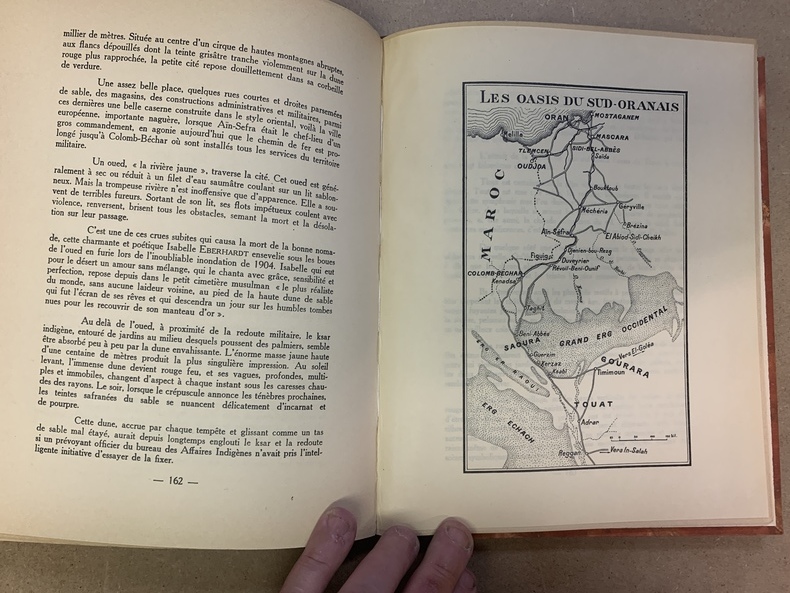 millier de mètres. Située au centre d'un cirque de hautes montagnes abruptes,
aux flancs dépouillés dont la teinte grisâtre tranche violemment sur la dune
rouge plus rapprochée, la petite cité repose douillettement dans sa corbeille
de verdure.
Une assez belle place, quelques rues courtes et droites parsemées
de sable, des magasins, des constructions administratives et militaires, parmi
ces dernières une belle caserne construite dans le style oriental, voilà la ville
européenne, importante naguère, lorsque Aïn-Sefra était le chef-lieu d'un
gros commandement, en agonie aujourd'hui que le chemin de fer est pro-
longé jusqu'à Colomb-Béchar où sont installés tous les services du territoire
militaire.
Un oued, « la rivière jaune », traverse la cité. Cet oued est géné-
ralement à sec ou réduit à un filet d'eau saumâtre coulant sur un lit sablon-
neux. Mais la trompeuse rivière n'est inoffensive que d'apparence. Elle a sou-
vent de terribles fureurs. Sortant de son lit, ses flots impétueux coulent avec
violence, renversent, brisent tous les obstacles, semant la mort et la désola-
tion sur leur passage.
C'est une de ces crues subites qui causa la mort de la bonne noma-
de, cette charmante et poétique Isabelle EBERHARDT ensevelie sous les boues
de l'oued en furie lors de l'inoubliable inondation de 1904. Isabelle qui eut
pour le désert un amour sans mélange, qui le chanta avec grâce, sensibilité et
perfection, repose dans le petit cimetière musulman « le plus réaliste
du monde, sans aucune laideur voisine, au pied de la haute dune de sable
qui fut l'écran de ses rêves et qui descendra un jour sur les humbles tombes
nues pour les recouvrir de son manteau d'or ».
Au delà de l'oued, à proximité de la redoute militaire, le ksar
indigène, entouré de jardins au milieu desquels poussent des palmiers, semble
être absorbé peu à peu par la dune envahissante. L'énorme masse jaune haute
d'une centaine de mètres produit la plus singulière impression. Au soleil
levant, l'immense dune devient rouge feu, et ses vagues, profondes, multi-
ples et immobiles, changent d'aspect à chaque instant sous les caresses chau-
des des rayons. Le soir, lorsque le crépuscule annonce les ténèbres prochaines,
les teintes safranées du sable se nuancent délicatement d'incarnat et
de pourpre.
Cette dune, accrue par chaque tempête et glissant comme un tas
de sable mal étayé, aurait depuis longtemps englouti le ksar et la redoute
si un prévoyant officier du bureau des Affaires Indigènes n'avait pris l'intel-
ligente initiative d'essayer de la fixer.
— 162 —
LES OASIS DU SUD-ORANAIS
ORAN
MOSTAGANEM
Melilla
MASCARA
TLEMCEN
SIDI-BEL-ABBÈS
Saïda
OUDJDA
MAROC
Bouktoub
Méchéria
Géryville
Brézina
Aïn-Sefra
El Abiod-Sidi-Cheikh
Figuig
Djenien-bou-Rezg
Duveyrier
Révoil-Beni-Ounif
COLOMB-BECHAR
Kenadsa
Taghit
GRAND ERG OCCIDENTAL
Béni Abbès
SAOURA
ERG ER RAOUI
Guerzim
Kerzaz
Ksabi
Vers El-Goléa
GOURARA
Timimoun
TOUAT
ERG ECHACH
Adrar
Reggan
Vers In-Salah